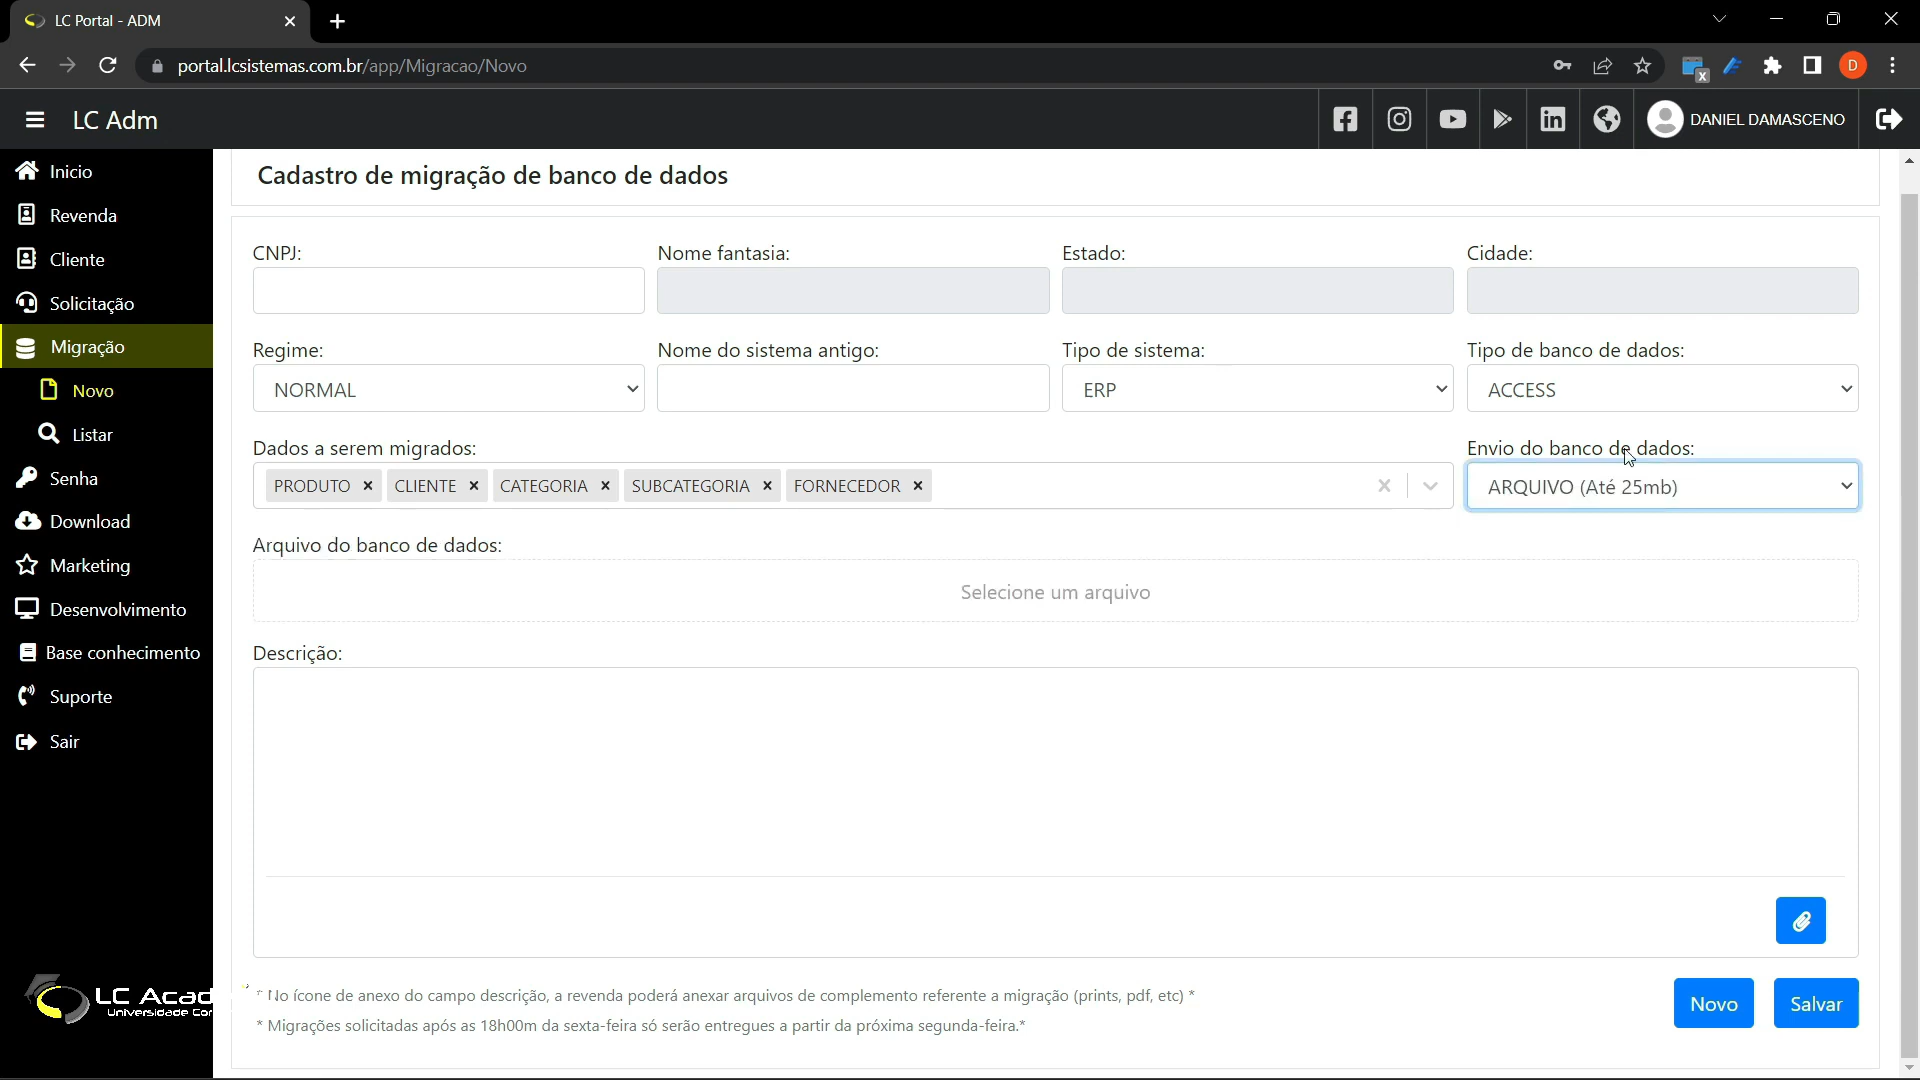 LC Portal - ADM
portal.lcsistemas.com.br/app/Migracao/Novo
D
LC Adm
DANIEL DAMASCENO
Inicio
Revenda
Cliente
Solicitação
Migração
Novo
Listar
Senha
Download
Marketing
Desenvolvimento
Base conhecimento
Suporte
Sair
Cadastro de migração de banco de dados
CNPJ:
Nome fantasia:
Estado:
Cidade:
Regime:
Nome do sistema antigo:
Tipo de sistema:
Tipo de banco de dados:
NORMAL
ERP
ACCESS
Dados a serem migrados:
Envio do banco de dados:
PRODUTO CLIENTE CATEGORIA SUBCATEGORIA FORNECEDOR
ARQUIVO (Até 25mb)
Arquivo do banco de dados:
Selecione um arquivo
Descrição:
* No ícone de anexo do campo descrição, a revenda poderá anexar arquivos de complemento referente a migração (prints, pdf, etc) *
* Migrações solicitadas após as 18h00m da sexta-feira só serão entregues a partir da próxima segunda-feira.*
Novo
Salvar
LC Acad
Universidade Cor